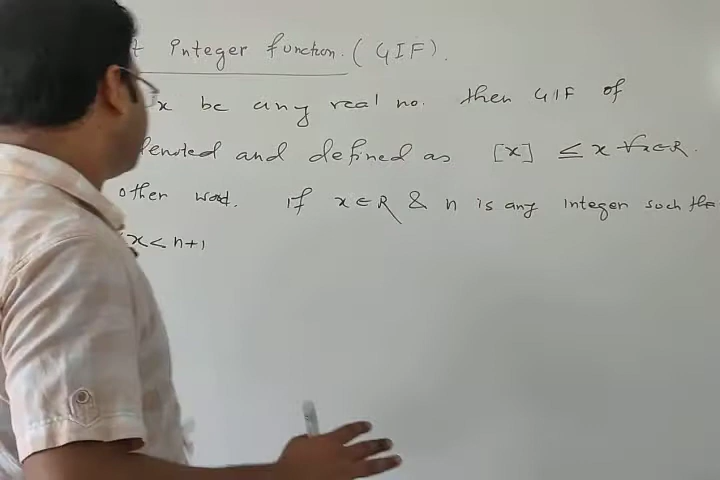 t Integer function. (GIF).
x be any real no. then GIF of
denoted and defined as [x] ≤ x ∀x∈R.
other word. If x∈R & n is any integer such tha
x<n+1